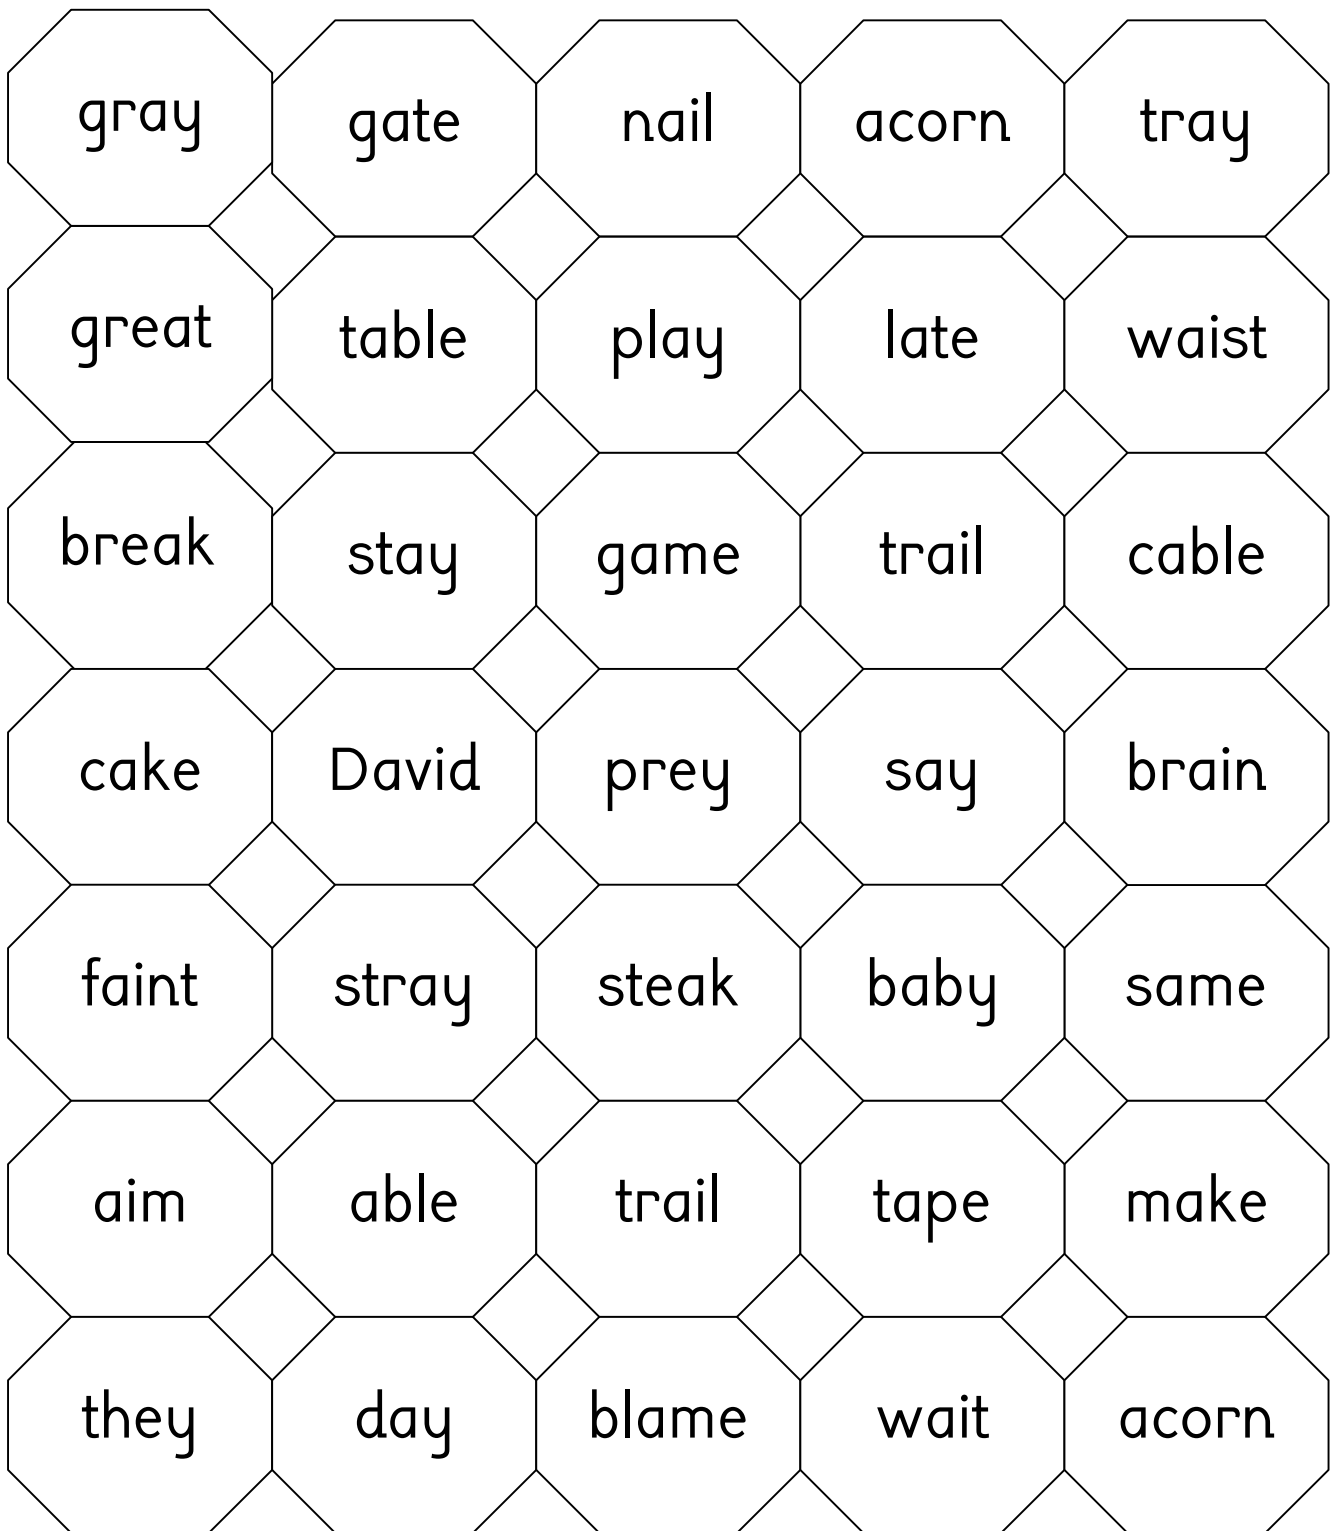 gray gate nail acorn tray
great table play late waist
break stay game trail cable
cake David prey say brain
faint stray steak baby same
aim able trail tape make
they day blame wait acorn